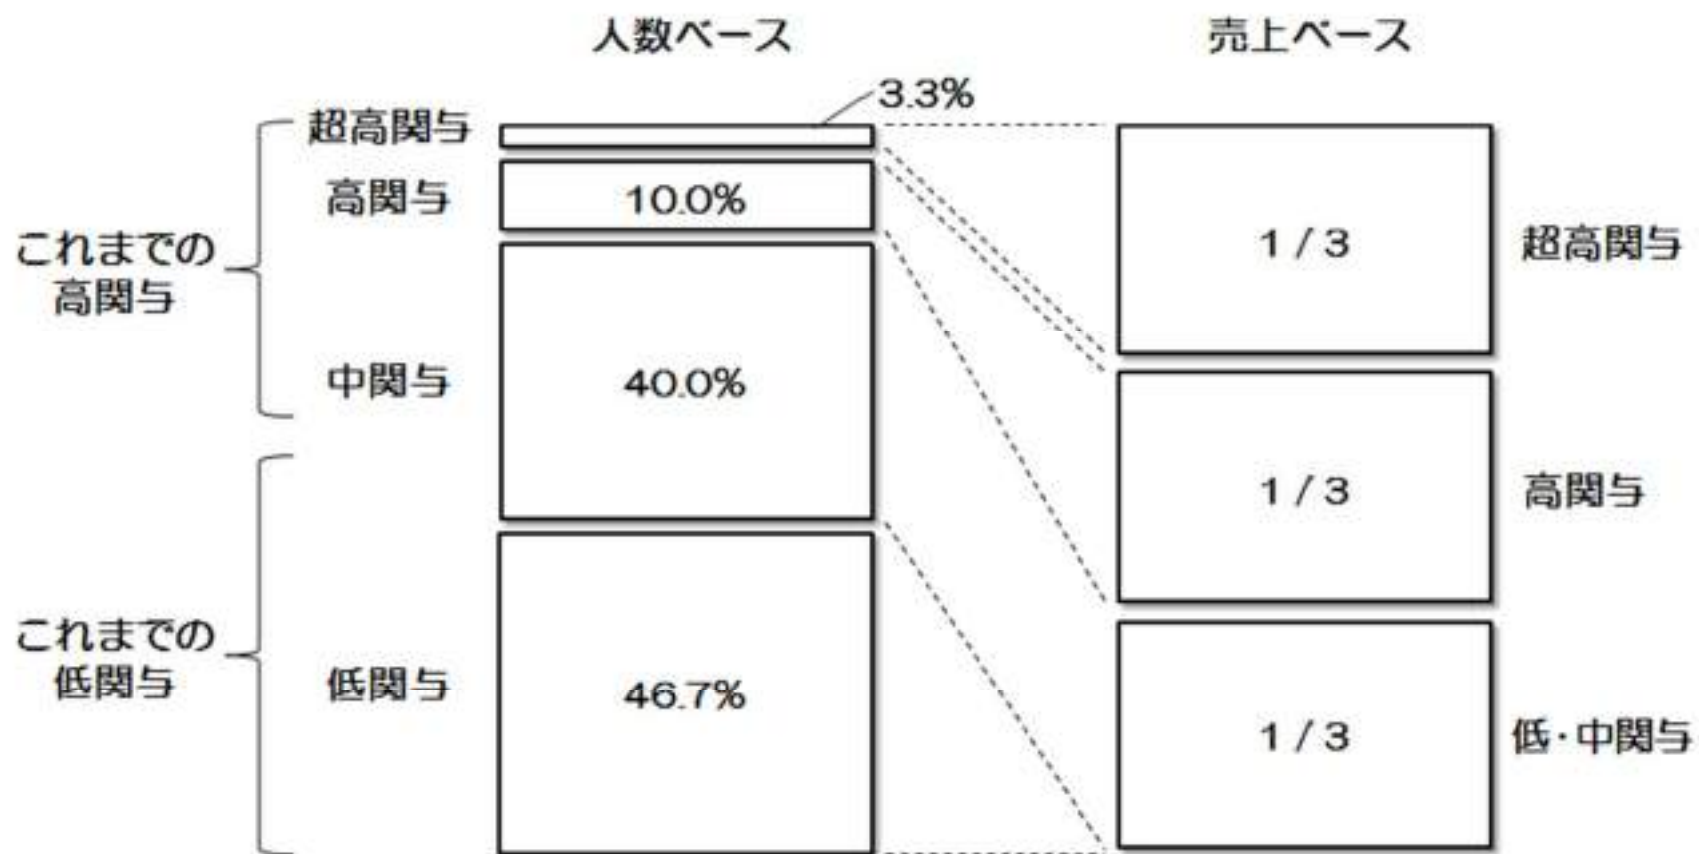 人数ベース
売上ベース
3.3%
超高関与
高関与
10.0%
これまでの
高関与
中関与
40.0%
これまでの
低関与
低関与
46.7%
1 / 3
超高関与
1 / 3
高関与
1 / 3
低・中関与